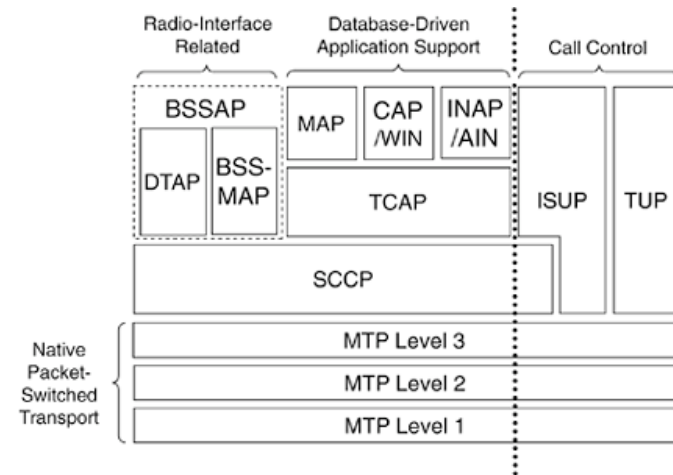 Radio-Interface
Related
Database-Driven
Application Support
Call Control
BSSAP
DTAP
BSS-
MAP
MAP
CAP
/WIN
INAP
/AIN
TCAP
ISUP
TUP
SCCP
Native
Packet-
Switched
Transport
MTP Level 3
MTP Level 2
MTP Level 1